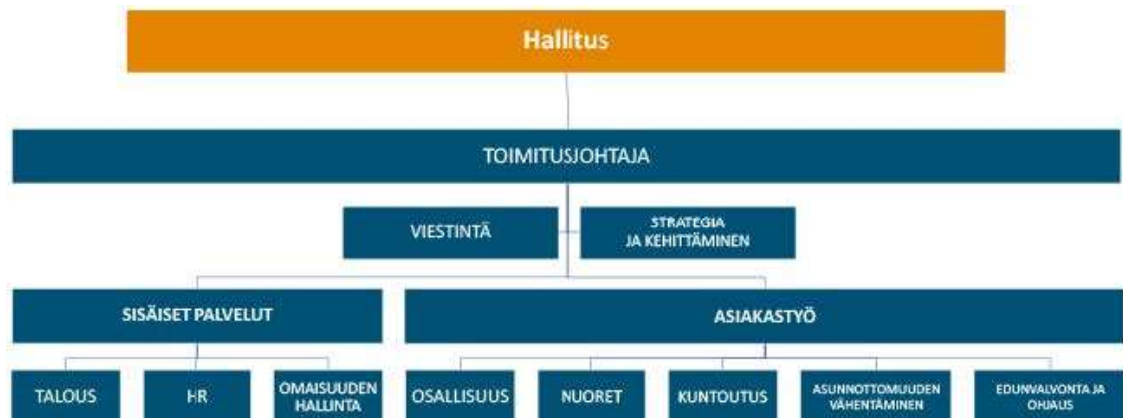 Hallitus
TOIMITUSJOHTAJA
VIESTINTÄ
STRATEGIA
JA KEHITTÄMINEN
SISÄISET PALVELUT
ASIAKASTYÖ
TALOUS
HR
OMAISUUDEN
HALLINTA
OSALLISUUS
NUORET
KUNTOUTUS
ASUNNOTTOMUUDEN
VÄHENTÄMINEN
EDUNVALVONTA JA
OHJAUS